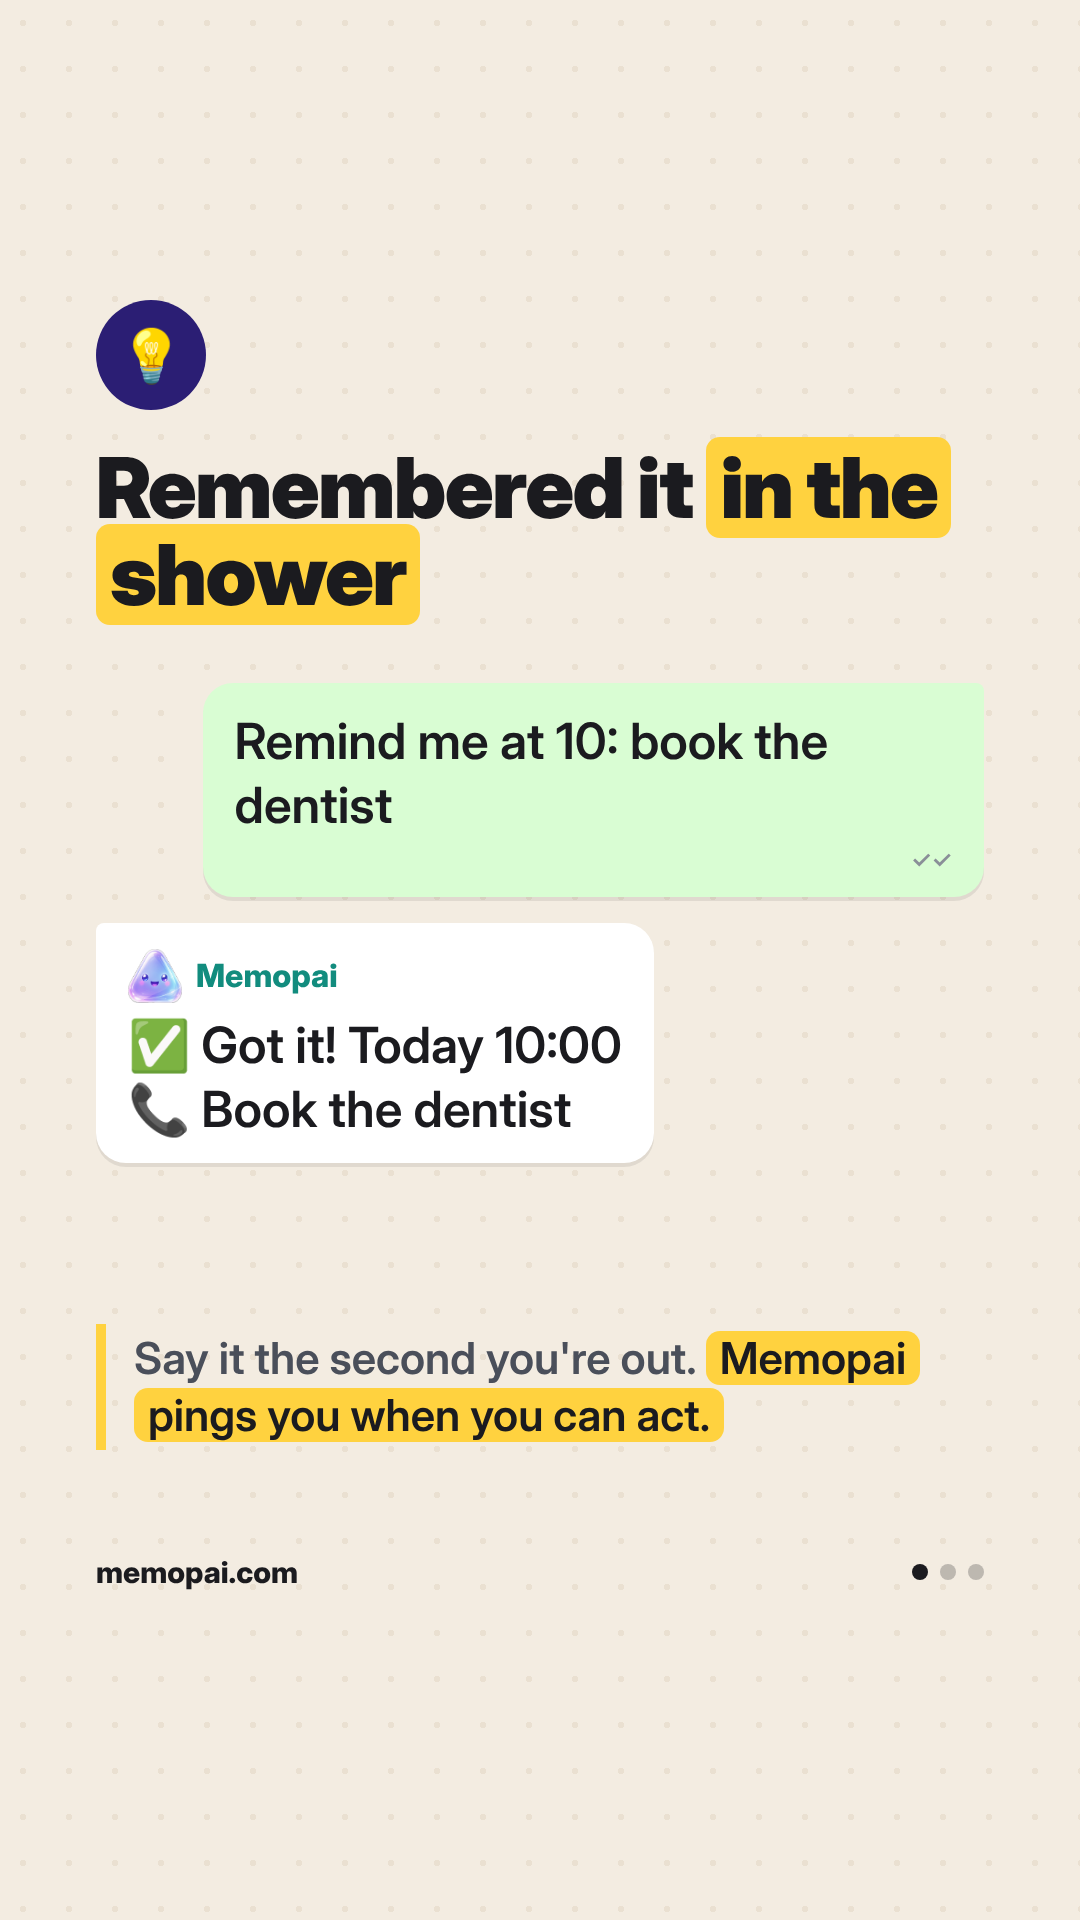 Remembered it in the
shower
Remind me at 10: book the
dentist
Memopai
✅ Got it! Today 10:00
📞 Book the dentist
Say it the second you're out. Memopai
pings you when you can act.
memopai.com